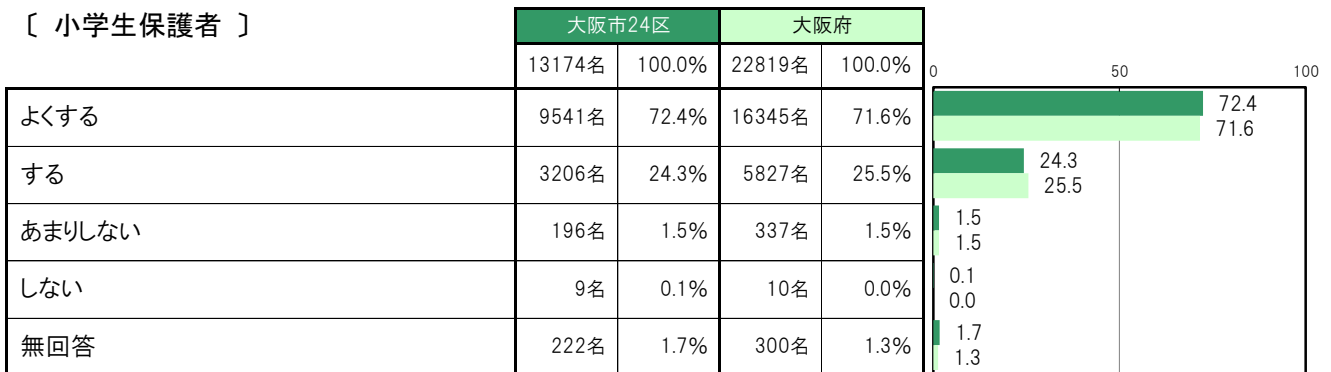 〔 小学生保護者 〕
大阪市24区 大阪府
13174名 100.0% 22819名 100.0%
0 50 100
よくする 9541名 72.4% 16345名 71.6%
72.4
71.6
する 3206名 24.3% 5827名 25.5%
24.3
25.5
あまりしない 196名 1.5% 337名 1.5%
1.5
1.5
しない 9名 0.1% 10名 0.0%
0.1
0.0
無回答 222名 1.7% 300名 1.3%
1.7
1.3